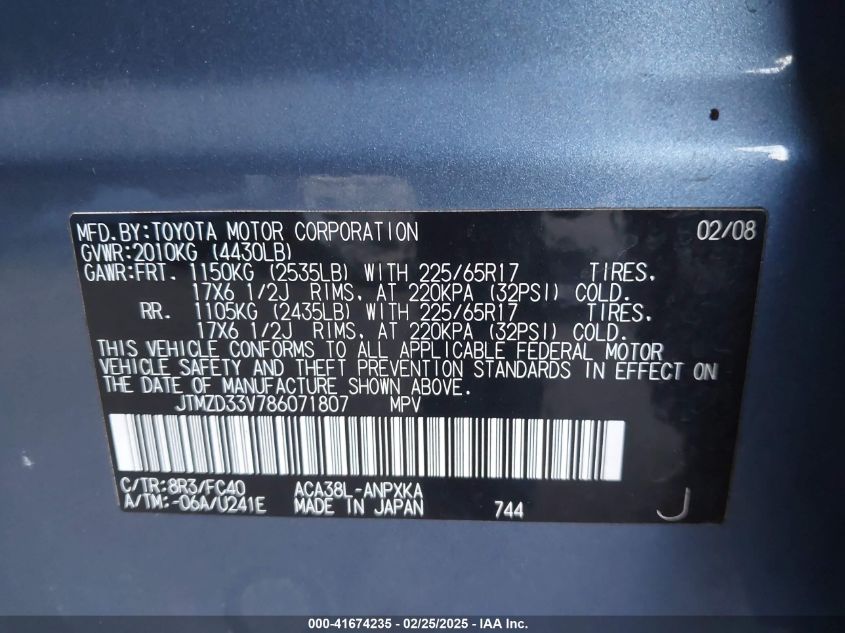 MFD.BY:TOYOTA MOTOR CORPORATION 02/08
GVWR:2010KG (4430LB)
GAWR:FRT. 1150KG (2535LB) WITH 225/65R17 TIRES,
17X6 1/2J RIMS, AT 220KPA (32PSI) COLD.
RR. 1105KG (2435LB) WITH 225/65R17 TIRES,
17X6 1/2J RIMS, AT 220KPA (32PSI) COLD.
THIS VEHICLE CONFORMS TO ALL APPLICABLE FEDERAL MOTOR
VEHICLE SAFETY AND THEFT PREVENTION STANDARDS IN EFFECT ON
THE DATE OF MANUFACTURE SHOWN ABOVE.
JTMZD33V786071807 MPV
C/TR:8R3/FC40 ACA38L-ANPXKA
A/TM:-06A/U241E MADE IN JAPAN 744 J
000-41674235 - 02/25/2025 - IAA Inc.